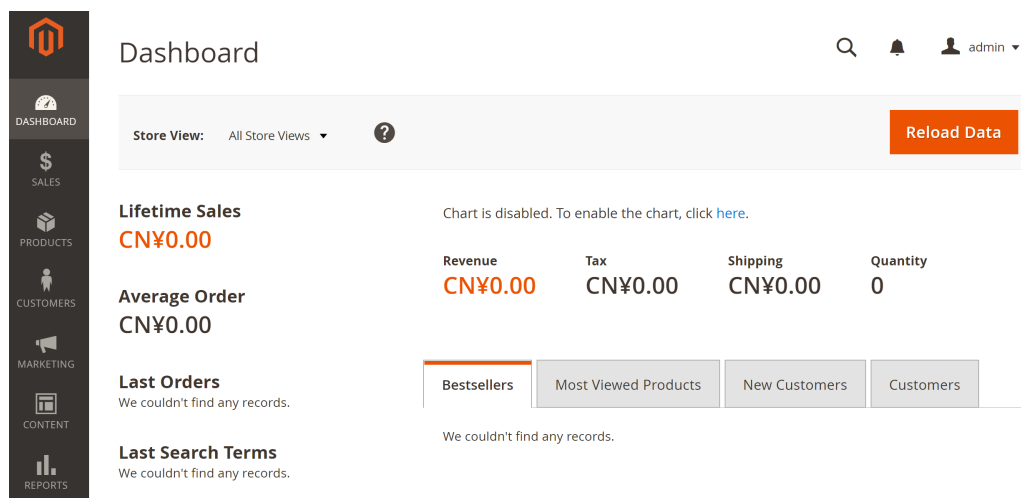 Dashboard
admin
DASHBOARD
Store View: All Store Views
Reload Data
SALES
PRODUCTS
CUSTOMERS
MARKETING
CONTENT
REPORTS
Lifetime Sales
CN¥0.00
Average Order
CN¥0.00
Last Orders
We couldn't find any records.
Last Search Terms
We couldn't find any records.
Chart is disabled. To enable the chart, click here.
Revenue Tax Shipping Quantity
CN¥0.00 CN¥0.00 CN¥0.00 0
Bestsellers Most Viewed Products New Customers Customers
We couldn't find any records.